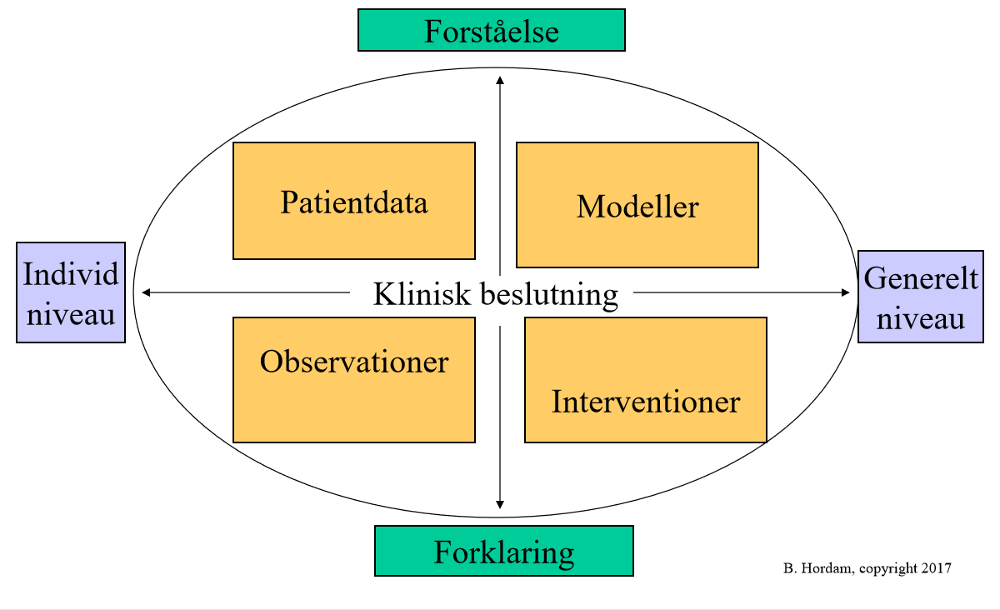 Forståelse
Patientdata
Modeller
Individ
niveau
Klinisk beslutning
Generelt
niveau
Observationer
Interventioner
Forklaring
B. Hordam, copyright 2017